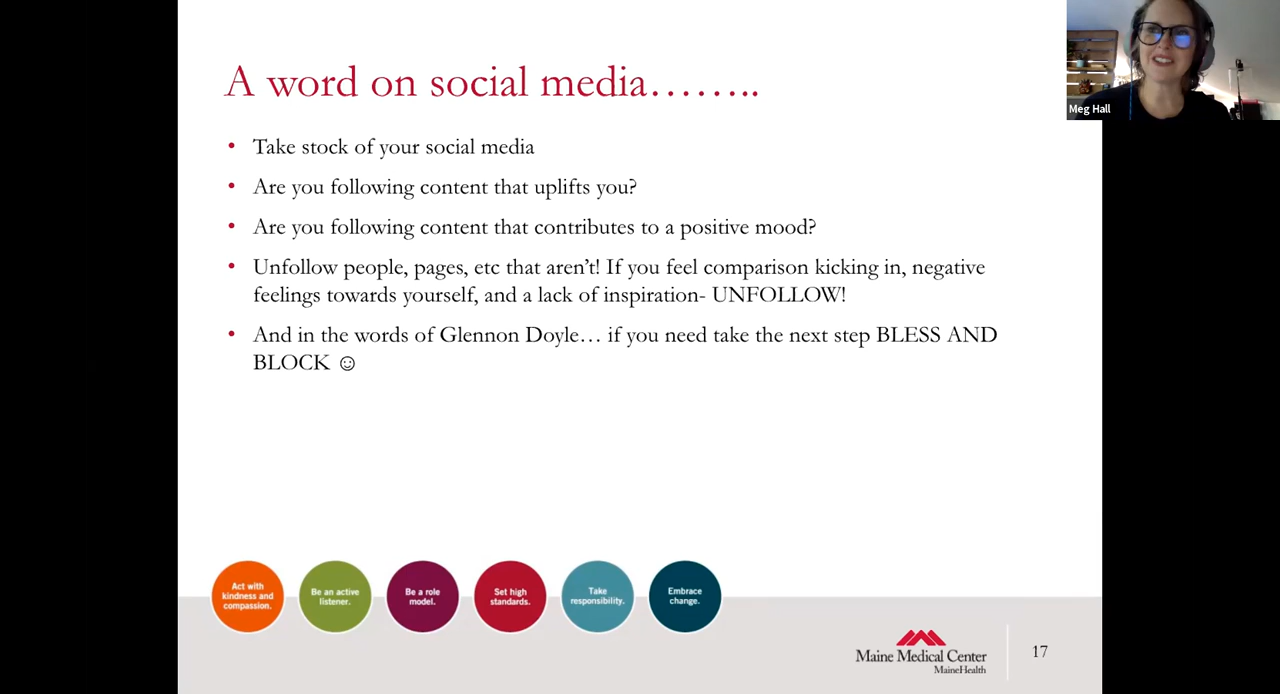 A word on social media……..
Meg Hall
• Take stock of your social media
• Are you following content that uplifts you?
• Are you following content that contributes to a positive mood?
• Unfollow people, pages, etc that aren’t! If you feel comparison kicking in, negative
feelings towards yourself, and a lack of inspiration- UNFOLLOW!
• And in the words of Glennon Doyle… if you need take the next step BLESS AND
BLOCK ☺
Act with
kindness and
compassion.
Be an active
listener.
Be a role
model.
Set high
standards.
Take
responsibility.
Embrace
change.
Maine Medical Center
MaineHealth
17